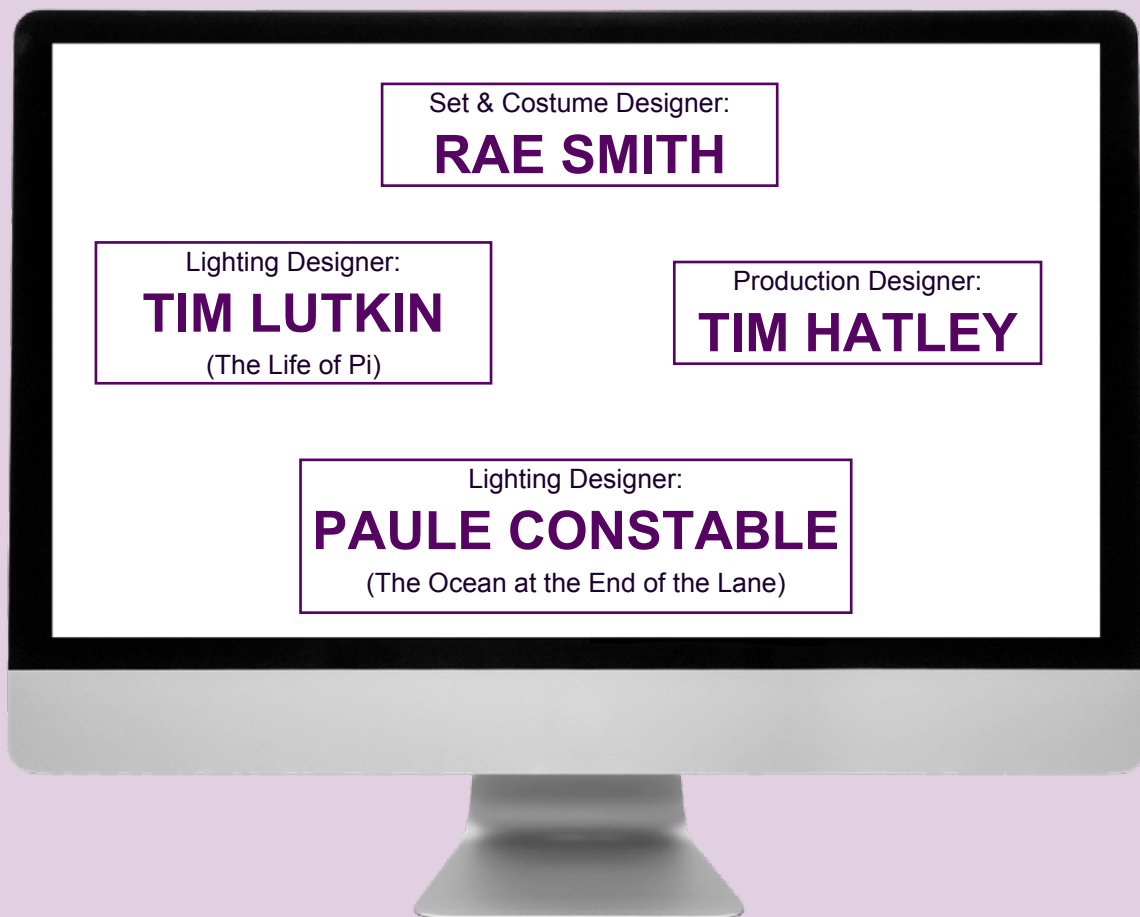 Set & Costume Designer:
RAE SMITH
Lighting Designer:
TIM LUTKIN
(The Life of Pi)
Production Designer:
TIM HATLEY
Lighting Designer:
PAULE CONSTABLE
(The Ocean at the End of the Lane)